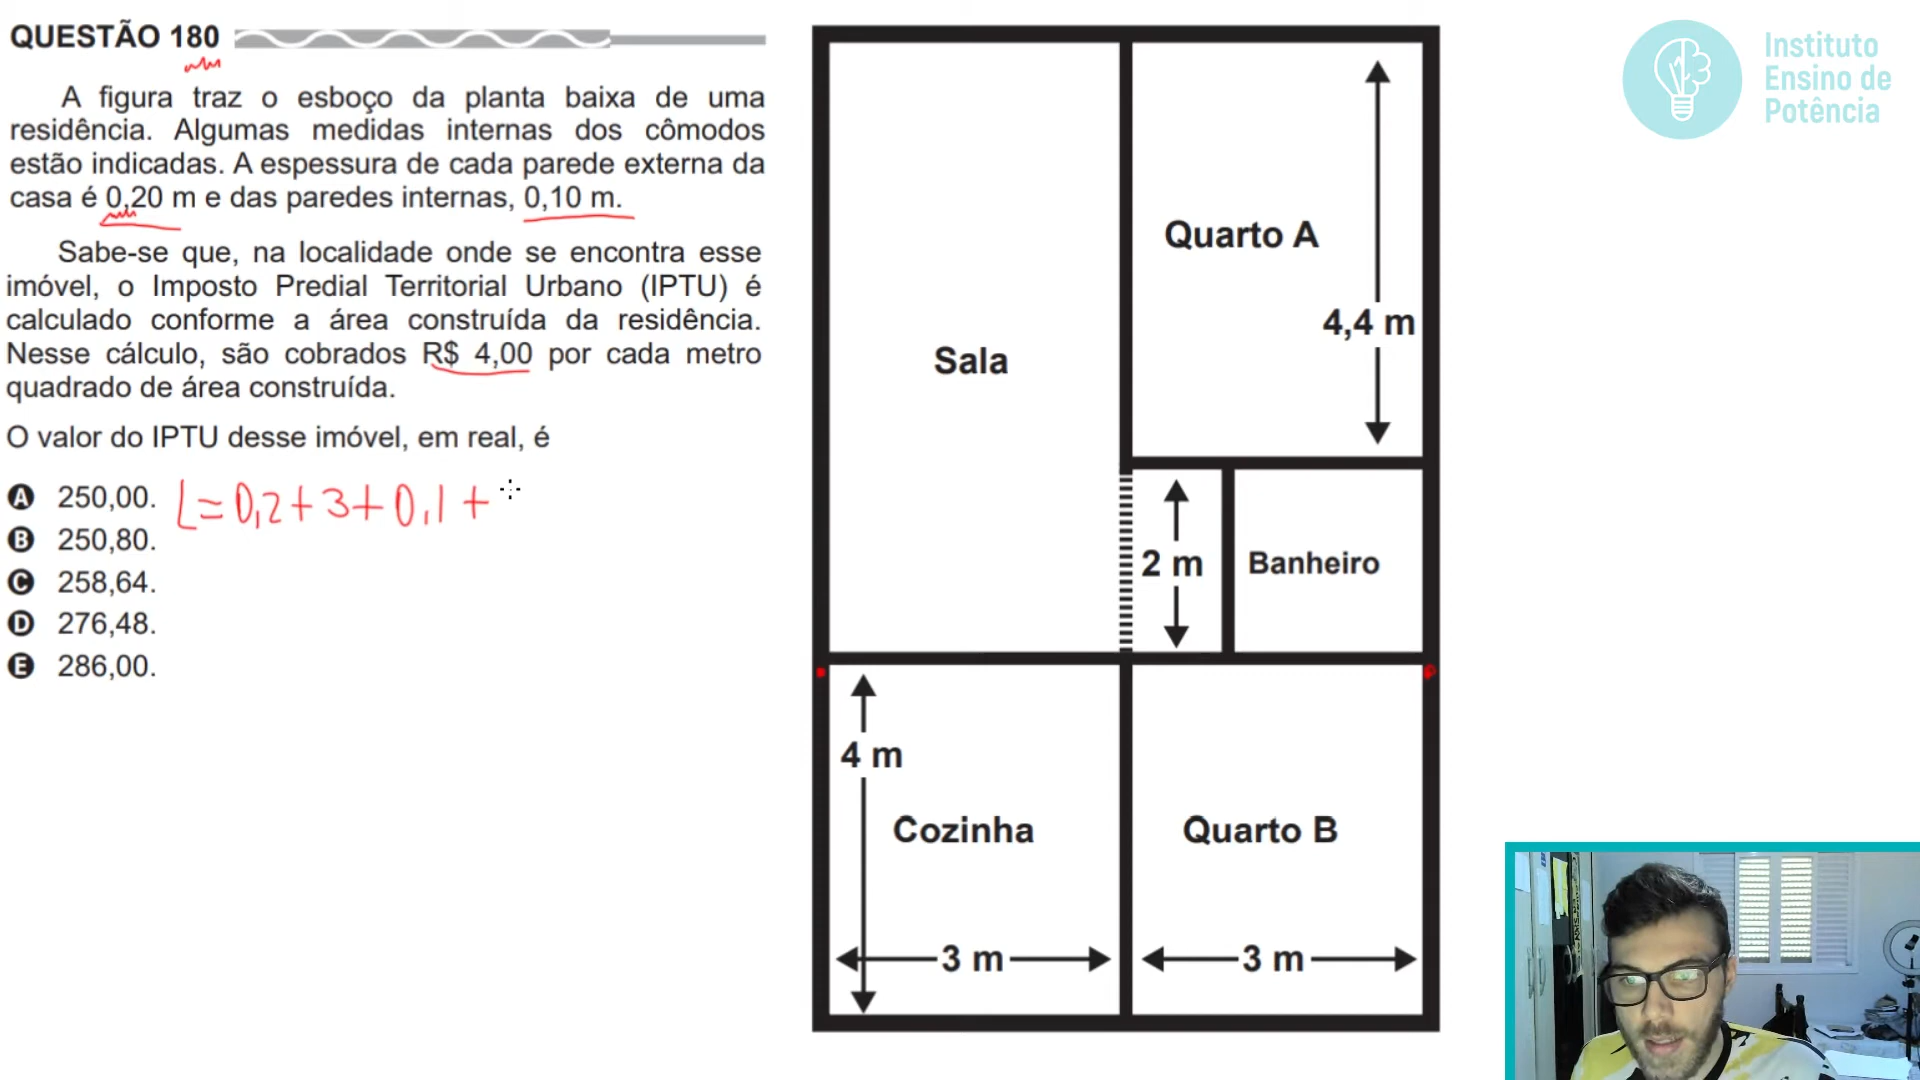 QUESTÃO 180
A figura traz o esboço da planta baixa de uma
residência. Algumas medidas internas dos cômodos
estão indicadas. A espessura de cada parede externa da
casa é 0,20 m e das paredes internas, 0,10 m.
Sabe-se que, na localidade onde se encontra esse
imóvel, o Imposto Predial Territorial Urbano (IPTU) é
calculado conforme a área construída da residência.
Nesse cálculo, são cobrados R$ 4,00 por cada metro
quadrado de área construída.
O valor do IPTU desse imóvel, em real, é
A 250,00.
B 250,80.
C 258,64.
D 276,48.
E 286,00.
L=0,2+3+0,1+
Sala
Quarto A
4,4 m
2 m
Banheiro
4 m
Cozinha
Quarto B
3 m
3 m
Instituto
Ensino de
Potência